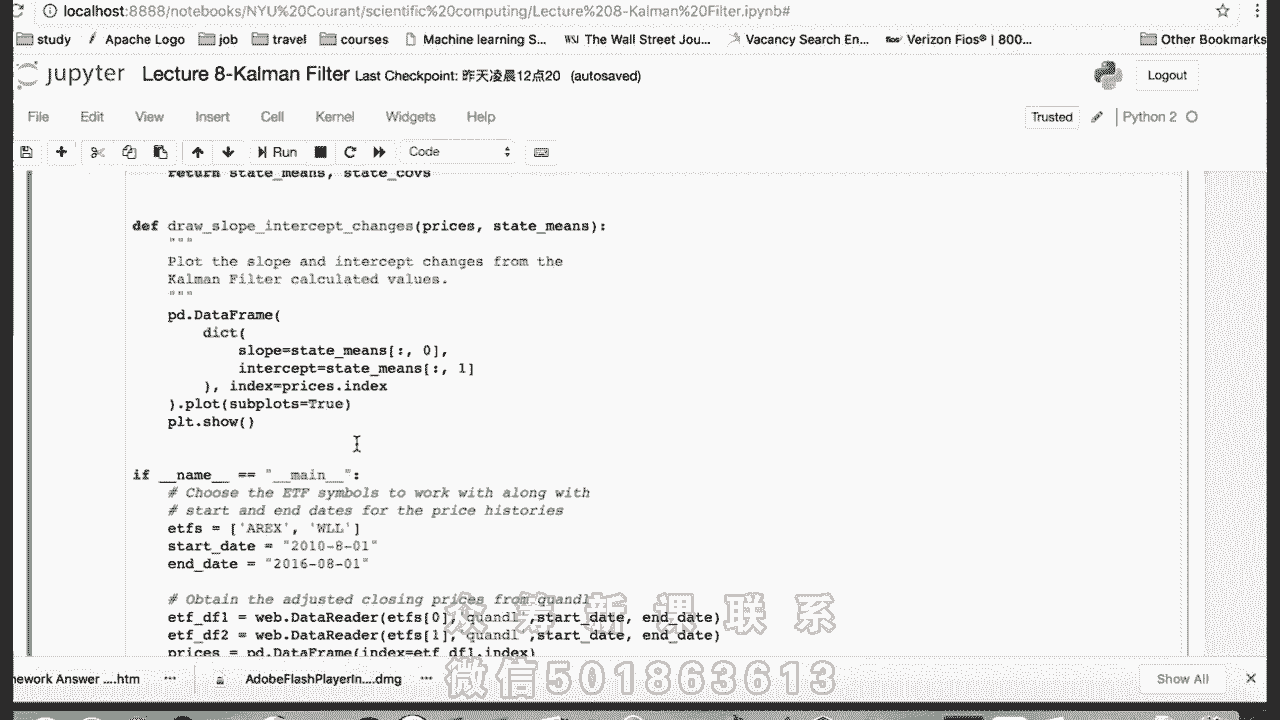 localhost:8888/notebooks/NYU%20Courant/scientific%20computing/Lecture%208-Kalman%20Filter.ipynb#
study Apache Logo job travel courses Machine learning S... WSJ The Wall Street Jou... Vacancy Search En... Verizon Fios® | 800... Other Bookmarks
jupyter Lecture 8-Kalman Filter Last Checkpoint: 昨天凌晨12点20 (autosaved) Logout
File Edit View Insert Cell Kernel Widgets Help Trusted Python 2
Run Code
return state_means, state_covs
def draw_slope_intercept_changes(prices, state_means):
"""
Plot the slope and intercept changes from the
Kalman Filter calculated values.
"""
pd.DataFrame(
dict(
slope=state_means[:, 0],
intercept=state_means[:, 1]
), index=prices.index
).plot(subplots=True)
plt.show()
if __name__ == "__main__":
# Choose the ETF symbols to work with along with
# start and end dates for the price histories
etfs = ['AREX', 'WLL']
start_date = "2010-8-01"
end_date = "2016-08-01"
# Obtain the adjusted closing prices from quandl
etf_df1 = web.DataReader(etfs[0], 'quandl',start_date, end_date)
etf_df2 = web.DataReader(etfs[1], 'quandl',start_date, end_date)
prices = pd.DataFrame(index=etf_df1.index)
众筹新课联系
微信501863613
nework Answer ....htm AdobeFlashPlayerIn....dmg Show All